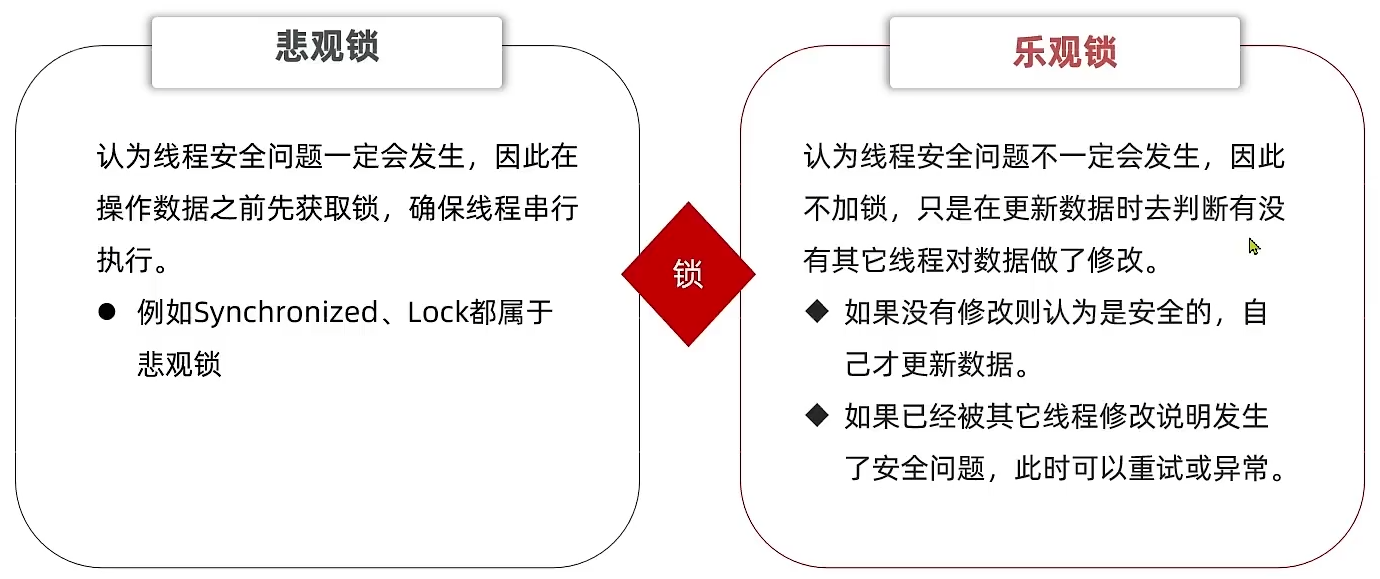 悲观锁
认为线程安全问题一定会发生，因此在
操作数据之前先获取锁，确保线程串行
执行。
● 例如Synchronized、Lock都属于
悲观锁
锁
乐观锁
认为线程安全问题不一定会发生，因此
不加锁，只是在更新数据时去判断有没
有其它线程对数据做了修改。
◆ 如果没有修改则认为是安全的，自
己才更新数据。
◆ 如果已经被其它线程修改说明发生
了安全问题，此时可以重试或异常。